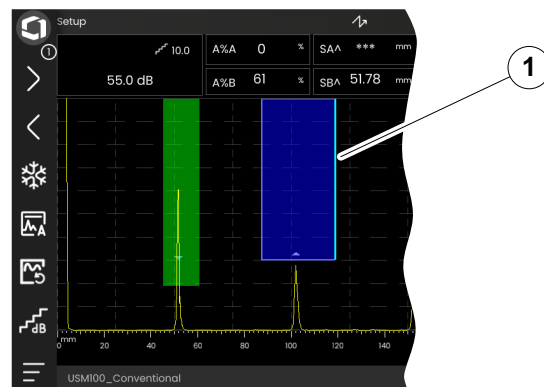 Setup
1
10.0
55.0 dB
A%A 0 %
A%B 61 %
SA^ *** mm
SB^ 51.78 mm
1
A
dB
mm 20 40 60 80 100 120 140
USM100_Conventional